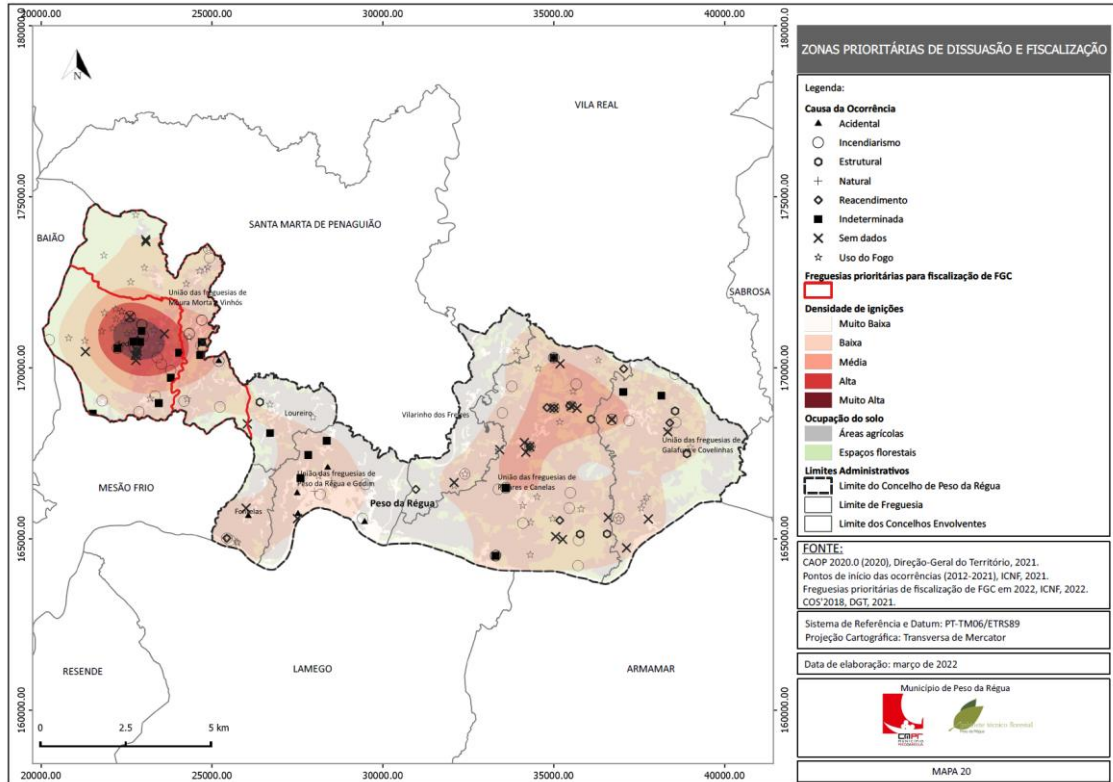 20000.00
25000.00
30000.00
35000.00
40000.00
180000.00
175000.00
170000.00
165000.00
160000.00
180000.00
175000.00
170000.00
165000.00
160000.00
20000.00
25000.00
30000.00
35000.00
40000.00
N
VILA REAL
SANTA MARTA DE PENAGUIÃO
BAIÃO
SABROSA
União das freguesias de
Moura Morta e Vinhós
Loureiro
Vilarinho dos Freires
União das freguesias de
Galafura e Covelinhas
União das freguesias de
Peso da Régua e Godim
União das freguesias de
Poiares e Canelas
MESÃO FRIO
Peso da Régua
Fontelas
RESENDE
LAMEGO
ARMAMAR
0
2.5
5 km
ZONAS PRIORITÁRIAS DE DISSUASÃO E FISCALIZAÇÃO
Legenda:
Causa da Ocorrência
Acidental
Incendiarismo
Estrutural
Natural
Reacendimento
Indeterminada
Sem dados
Uso do Fogo
Freguesias prioritárias para fiscalização de FGC
Densidade de ignições
Muito Baixa
Baixa
Média
Alta
Muito Alta
Ocupação do solo
Áreas agrícolas
Espaços florestais
Limites Administrativos
Limite do Concelho de Peso da Régua
Limite de Freguesia
Limite dos Concelhos Envolventes
FONTE:
CAOP 2020.0 (2020), Direção-Geral do Território, 2021.
Pontos de início das ocorrências (2012-2021), ICNF, 2021.
Freguesias prioritárias de fiscalização de FGC em 2022, ICNF, 2022.
COS'2018, DGT, 2021.
Sistema de Referência e Datum: PT-TM06/ETRS89
Projeção Cartográfica: Transversa de Mercator
Data de elaboração: março de 2022
Município de Peso da Régua
CMPR
técnico florestal
MAPA 20